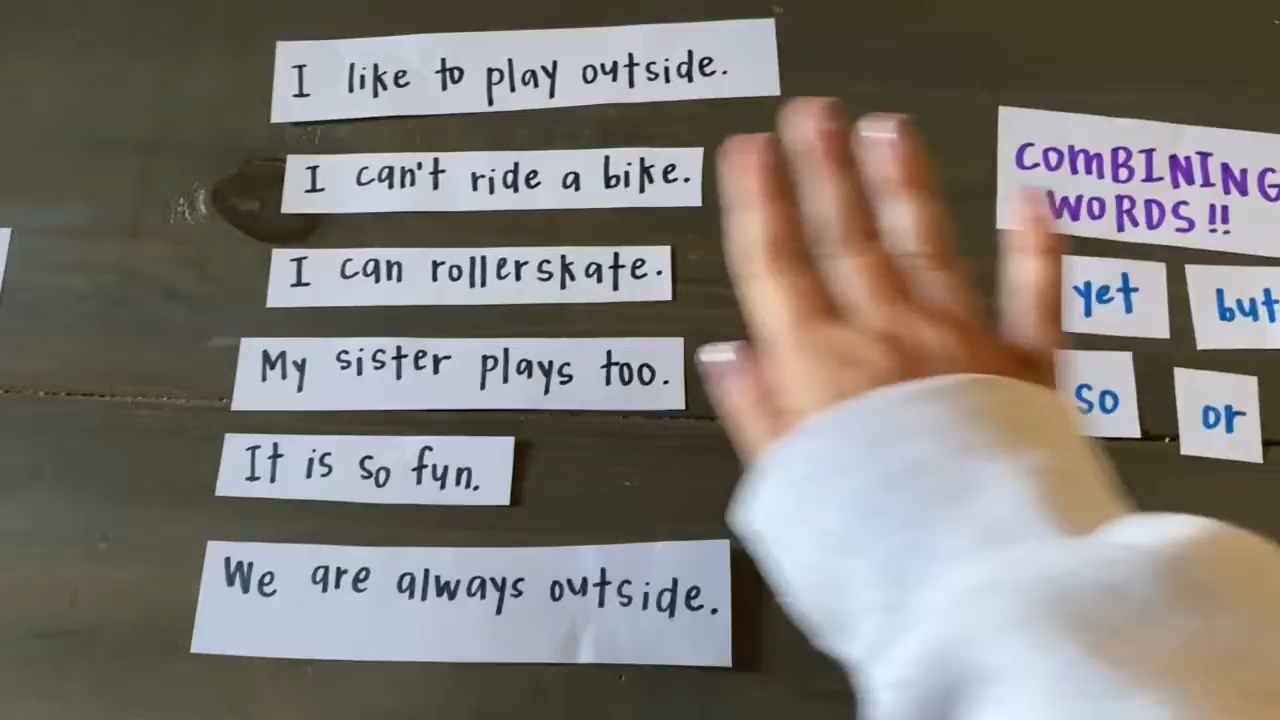 I like to play outside.
I can't ride a bike.
I can rollerskate.
My sister plays too.
It is so fun.
We are always outside.
COMBINING
WORDS!!
yet
but
so
or